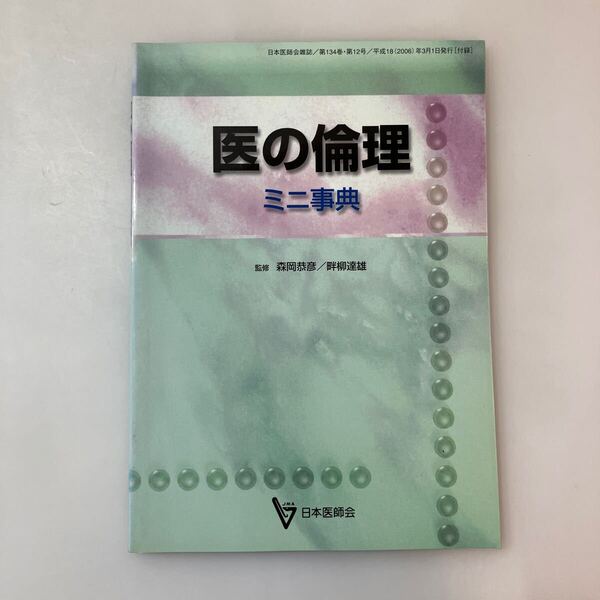 日本医師会雑誌／第134巻・第12号／平成18(2006)年3月1日発行[付録]
医の倫理
ミニ事典
監修 森岡恭彦／畔柳達雄
JMA
日本医師会